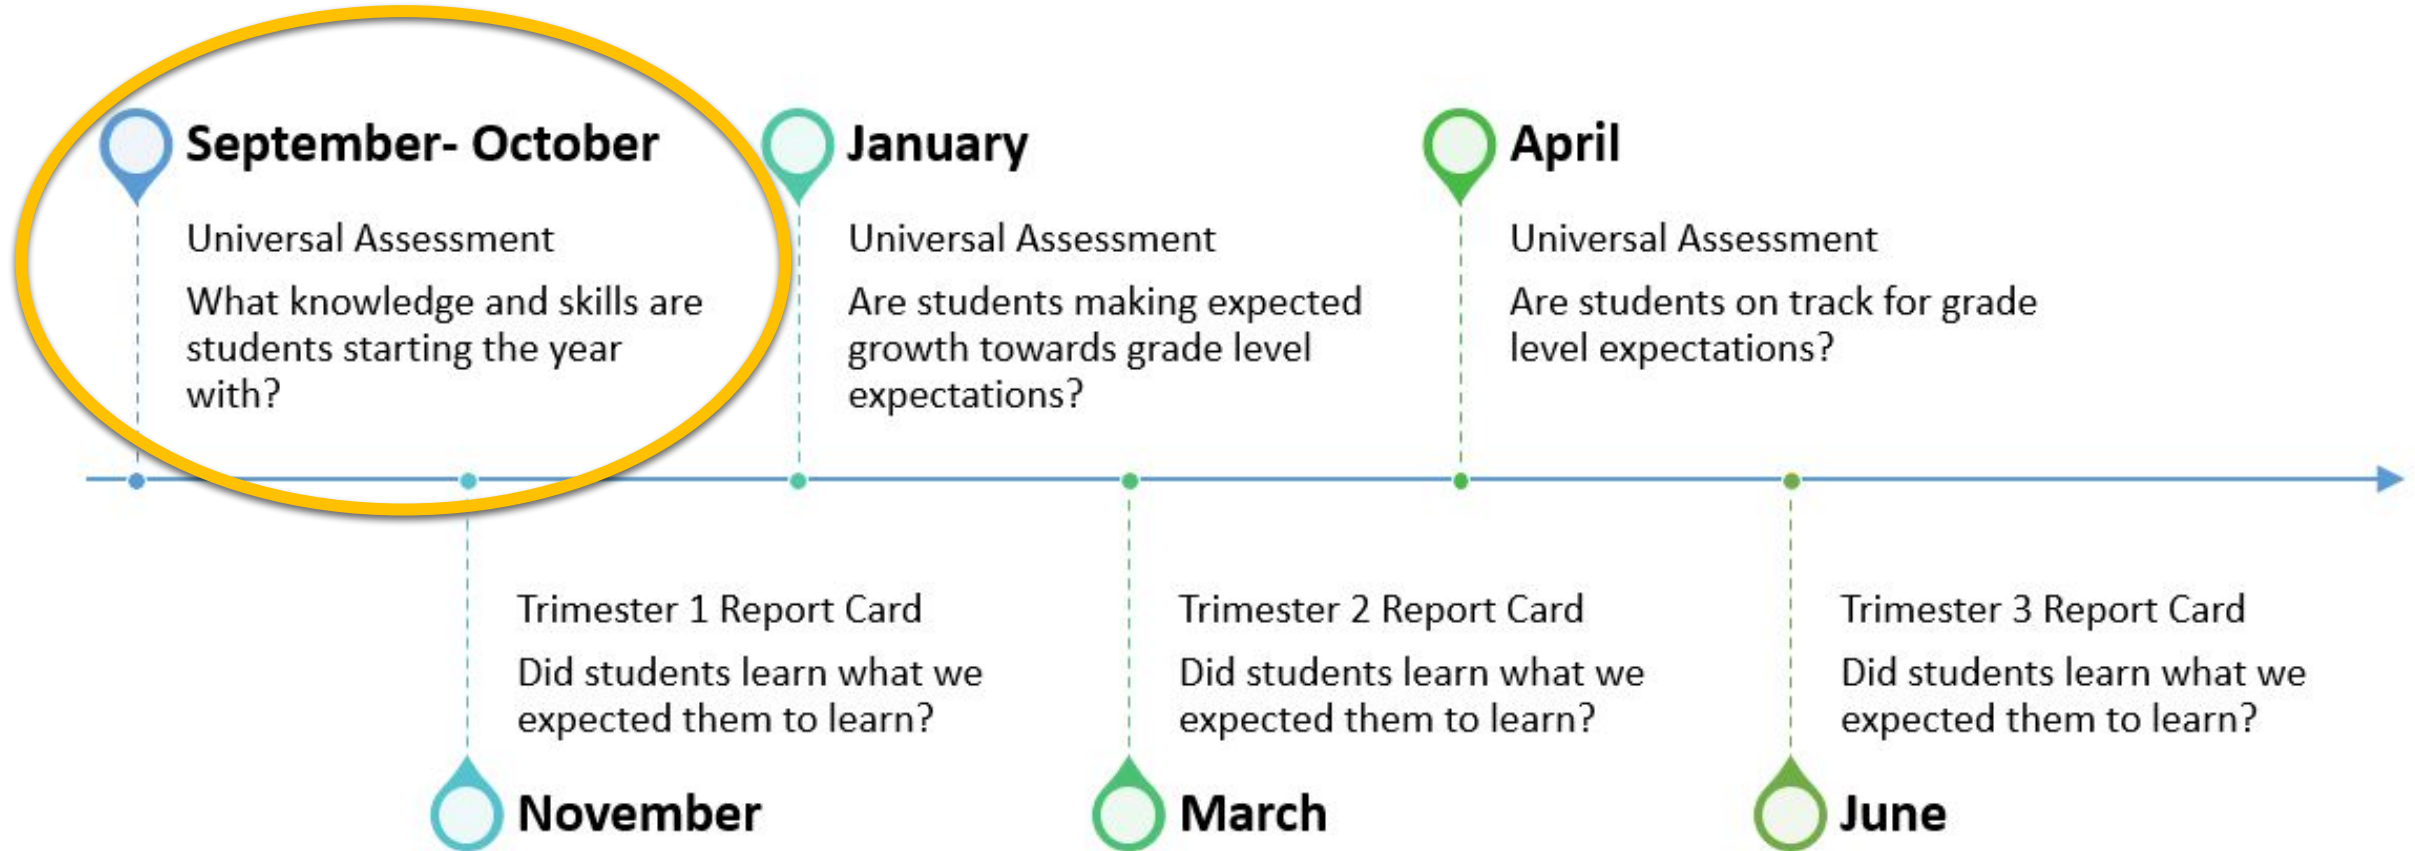 September- October
Universal Assessment
What knowledge and skills are
students starting the year
with?
January
Universal Assessment
Are students making expected
growth towards grade level
expectations?
April
Universal Assessment
Are students on track for grade
level expectations?
Trimester 1 Report Card
Did students learn what we
expected them to learn?
November
Trimester 2 Report Card
Did students learn what we
expected them to learn?
March
Trimester 3 Report Card
Did students learn what we
expected them to learn?
June